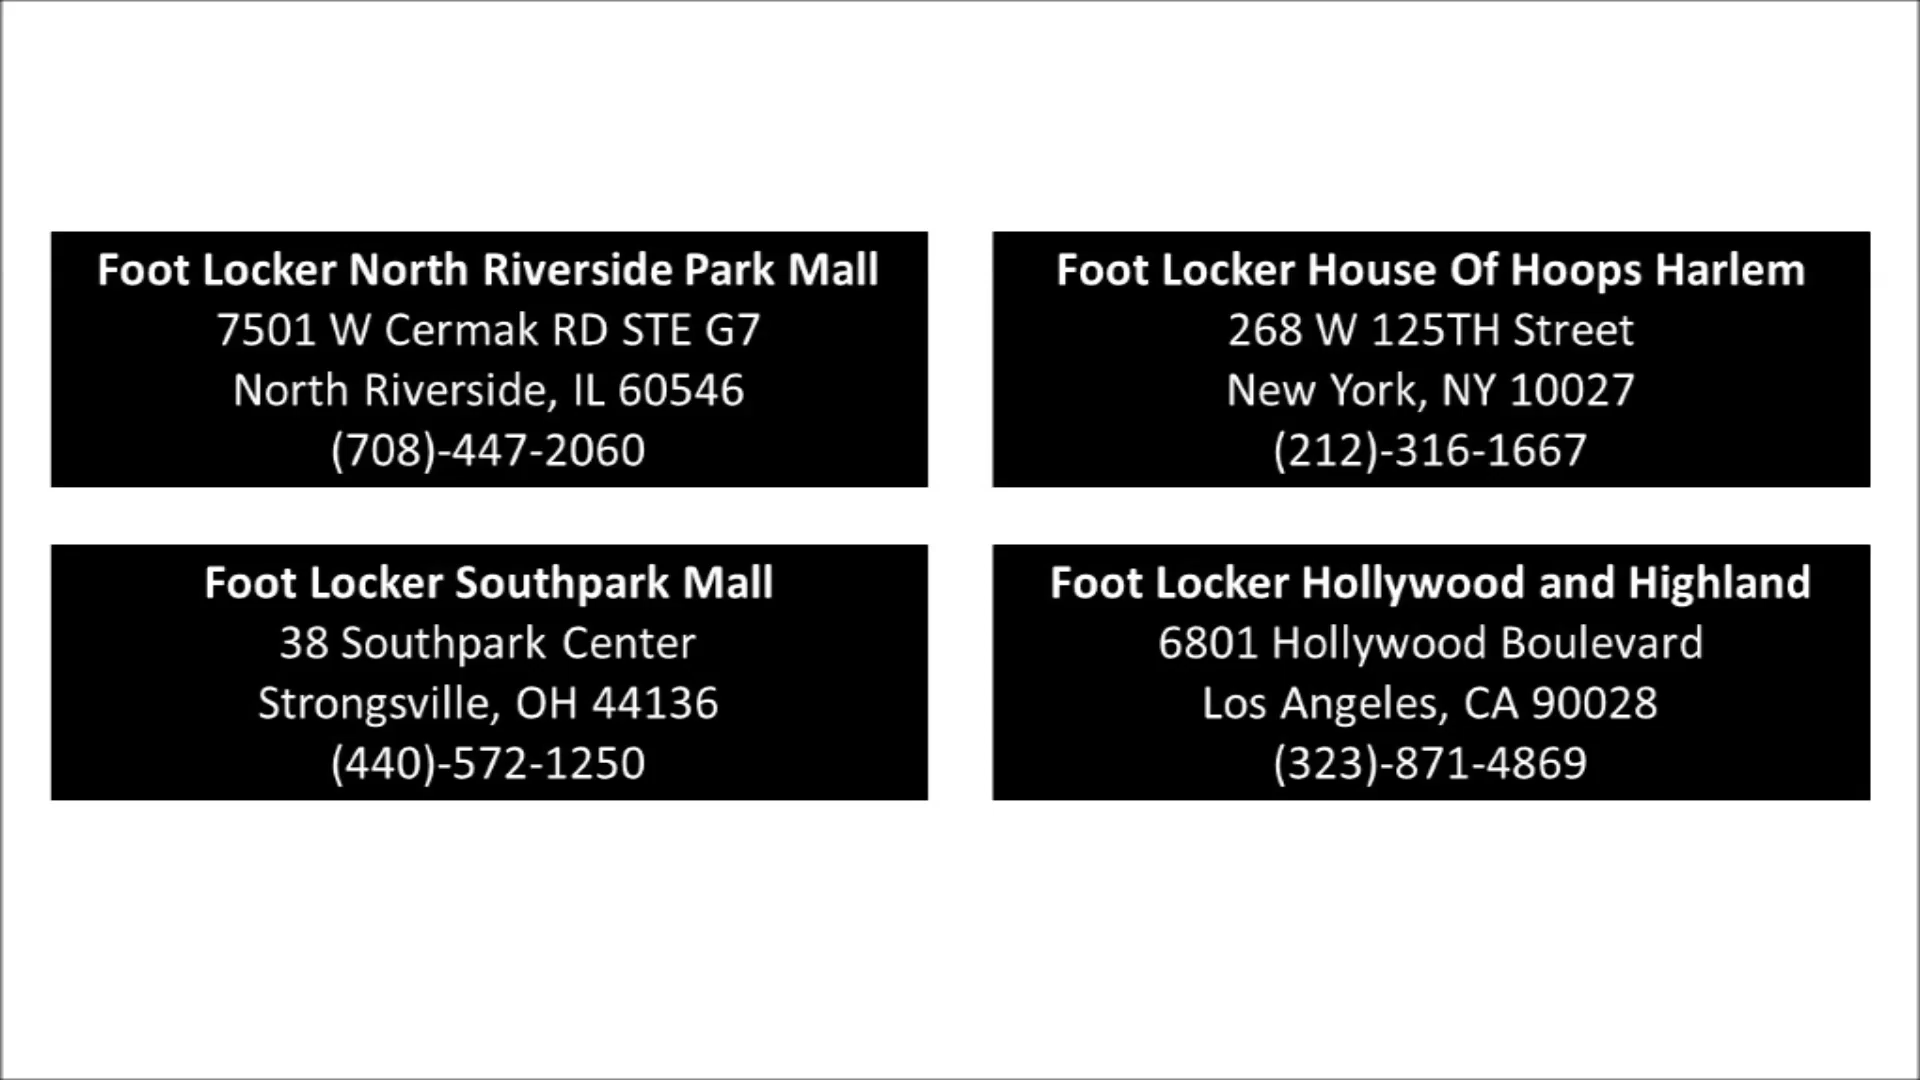 Foot Locker North Riverside Park Mall
7501 W Cermak RD STE G7
North Riverside, IL 60546
(708)-447-2060
Foot Locker House Of Hoops Harlem
268 W 125TH Street
New York, NY 10027
(212)-316-1667
Foot Locker Southpark Mall
38 Southpark Center
Strongsville, OH 44136
(440)-572-1250
Foot Locker Hollywood and Highland
6801 Hollywood Boulevard
Los Angeles, CA 90028
(323)-871-4869